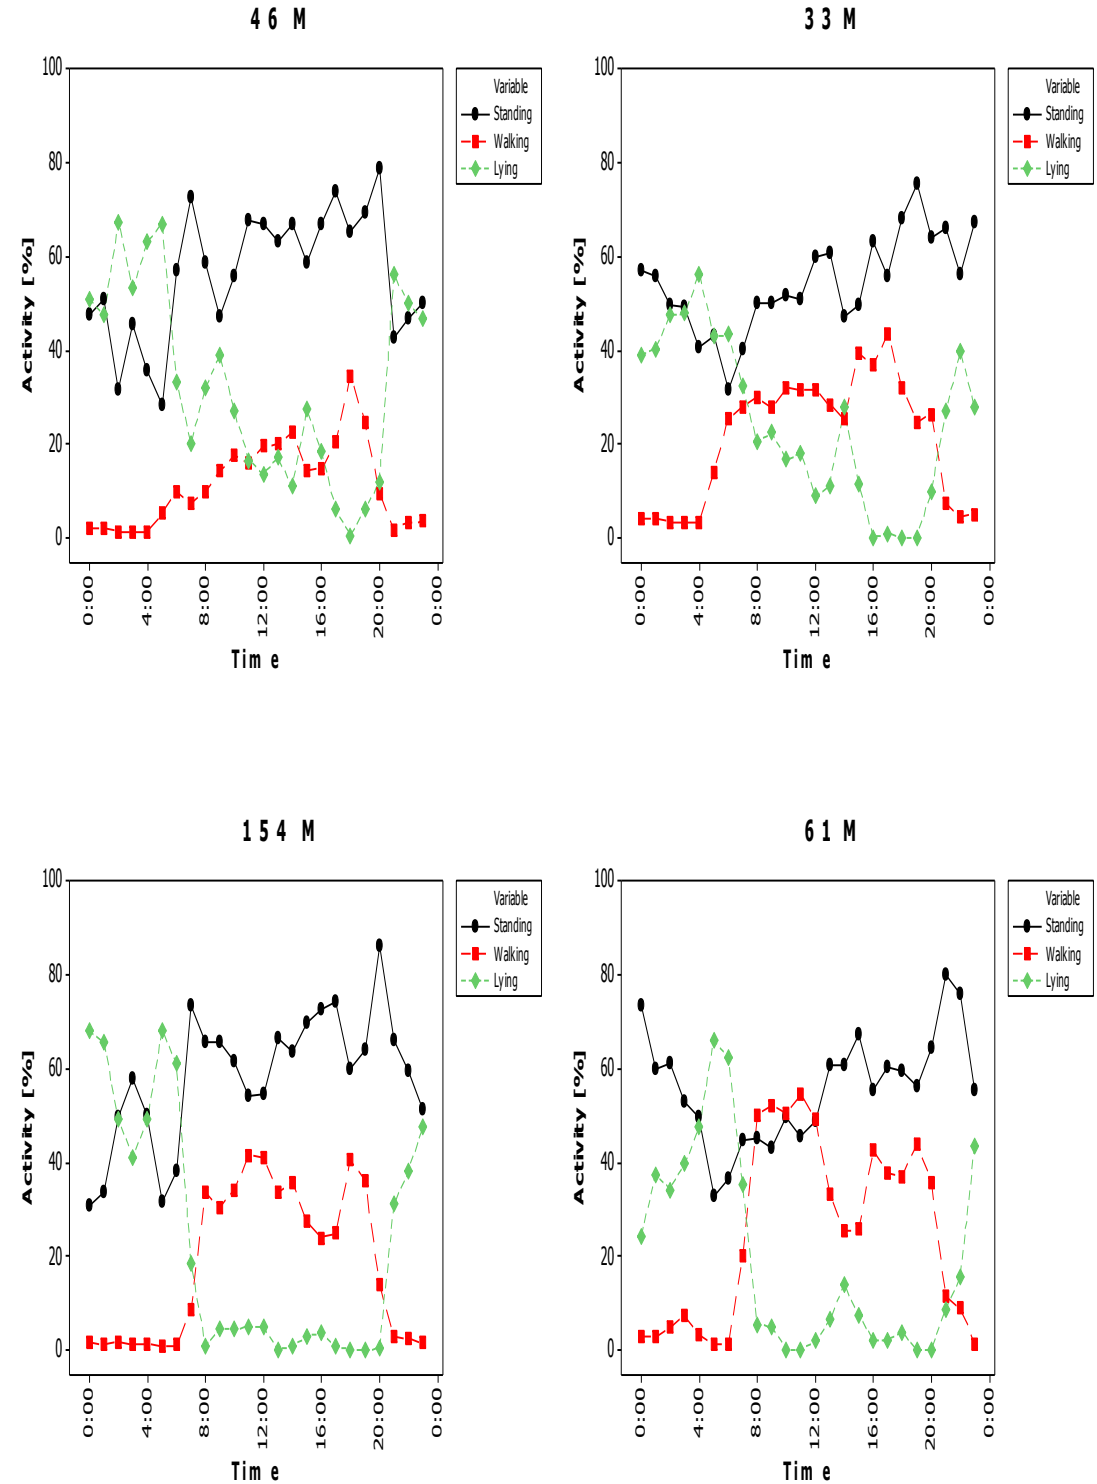 46 M
100
80
60
40
20
0
Activity [%]
0:00
4:00
8:00
12:00
16:00
20:00
0:00
Time
Variable
Standing
Walking
Lying
33 M
100
80
60
40
20
0
Activity [%]
0:00
4:00
8:00
12:00
16:00
20:00
0:00
Time
Variable
Standing
Walking
Lying
154 M
100
80
60
40
20
0
Activity [%]
0:00
4:00
8:00
12:00
16:00
20:00
0:00
Time
Variable
Standing
Walking
Lying
61 M
100
80
60
40
20
0
Activity [%]
0:00
4:00
8:00
12:00
16:00
20:00
0:00
Time
Variable
Standing
Walking
Lying